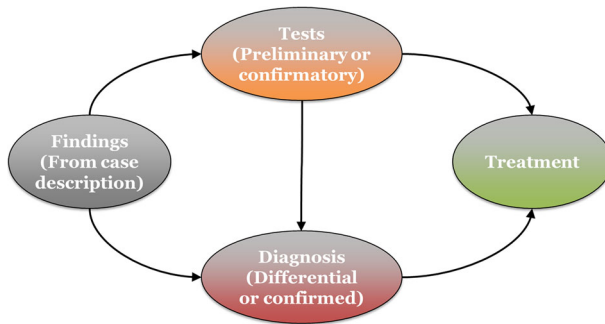 Tests
(Preliminary or
confirmatory)
Findings
(From case
description)
Treatment
Diagnosis
(Differential
or confirmed)